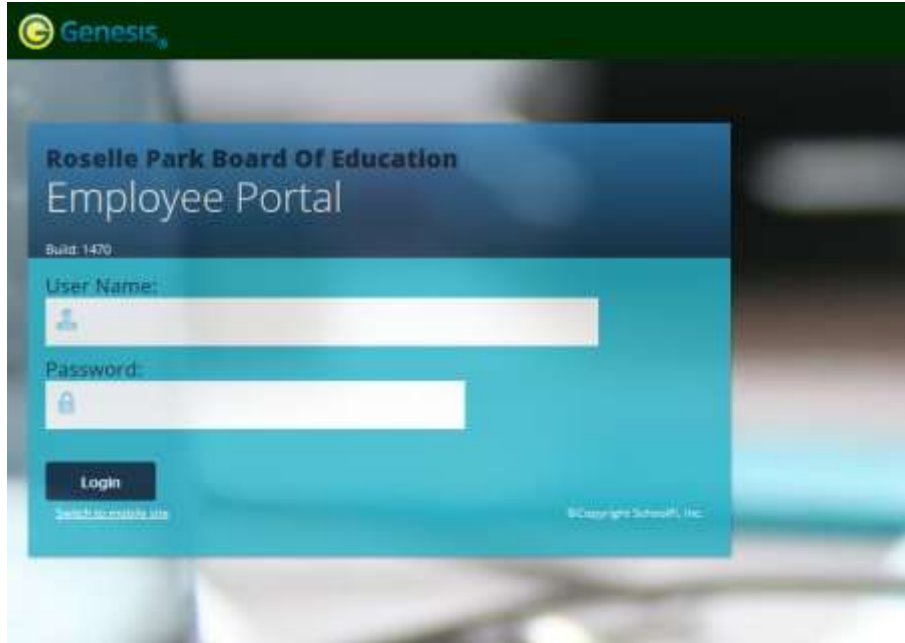 Genesis®
Roselle Park Board Of Education
Employee Portal
Build: 1470
User Name:
Password:
Login
Switch to mobile site
©Copyright Schoolfi, Inc.